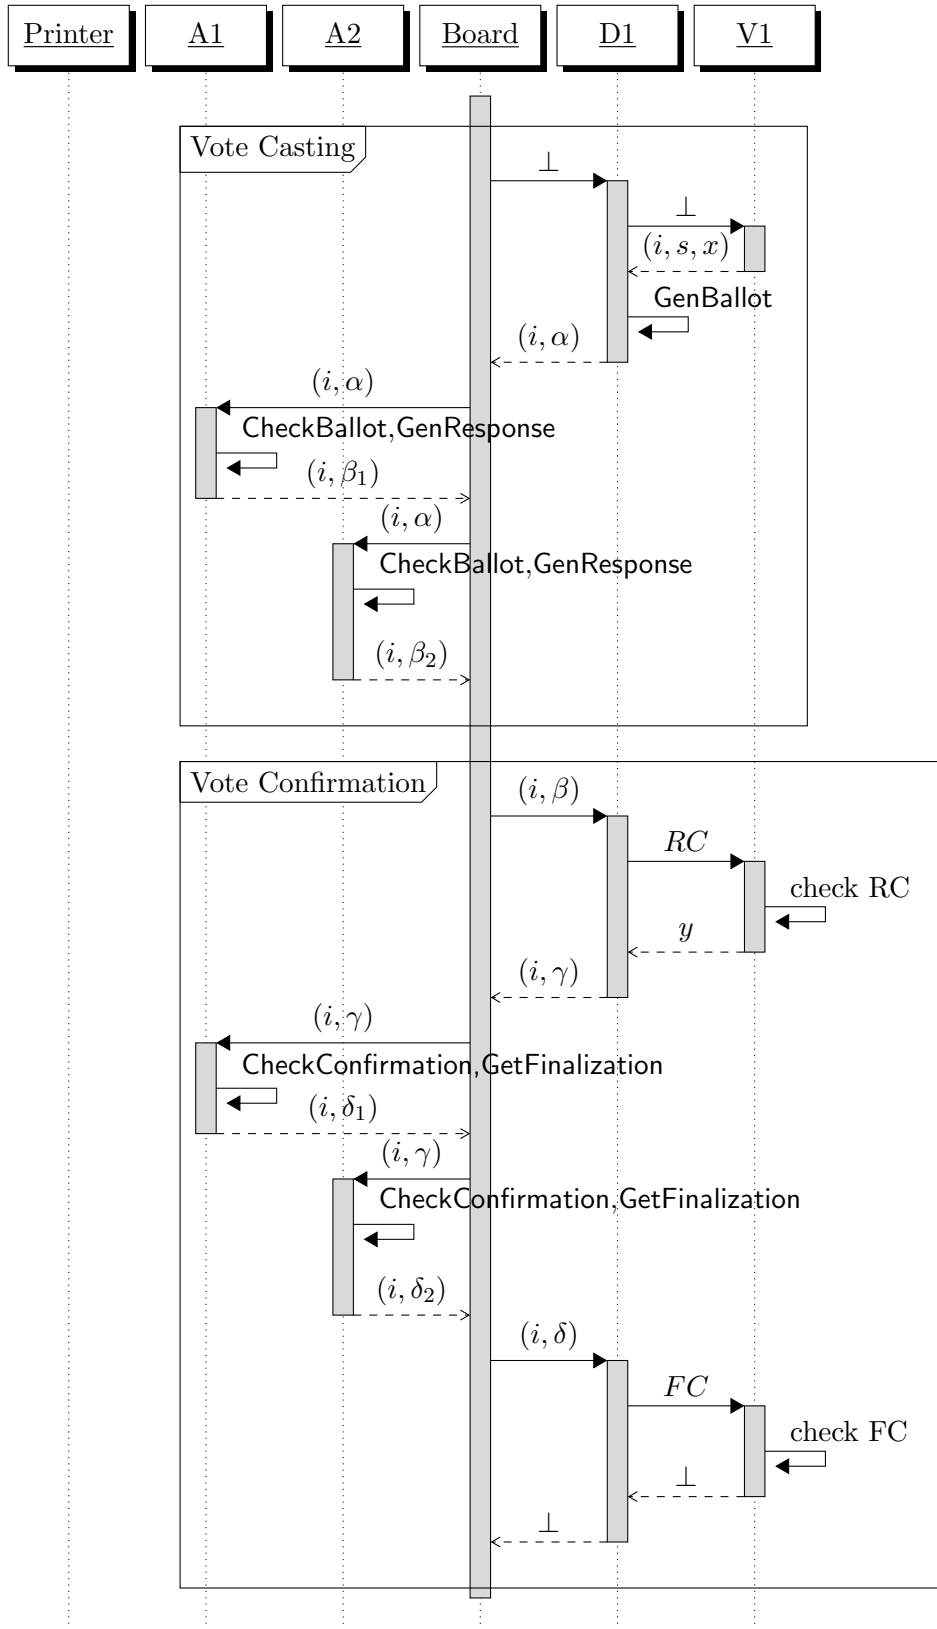 Printer A1 A2 Board D1 V1
Vote Casting
⊥
⊥
(i, s, x)
GenBallot
(i, α)
(i, α)
CheckBallot,GenResponse
(i, β₁)
(i, α)
CheckBallot,GenResponse
(i, β₂)
Vote Confirmation
(i, β)
RC
check RC
y
(i, γ)
(i, γ)
CheckConfirmation,GetFinalization
(i, δ₁)
(i, γ)
CheckConfirmation,GetFinalization
(i, δ₂)
(i, δ)
FC
check FC
⊥
⊥